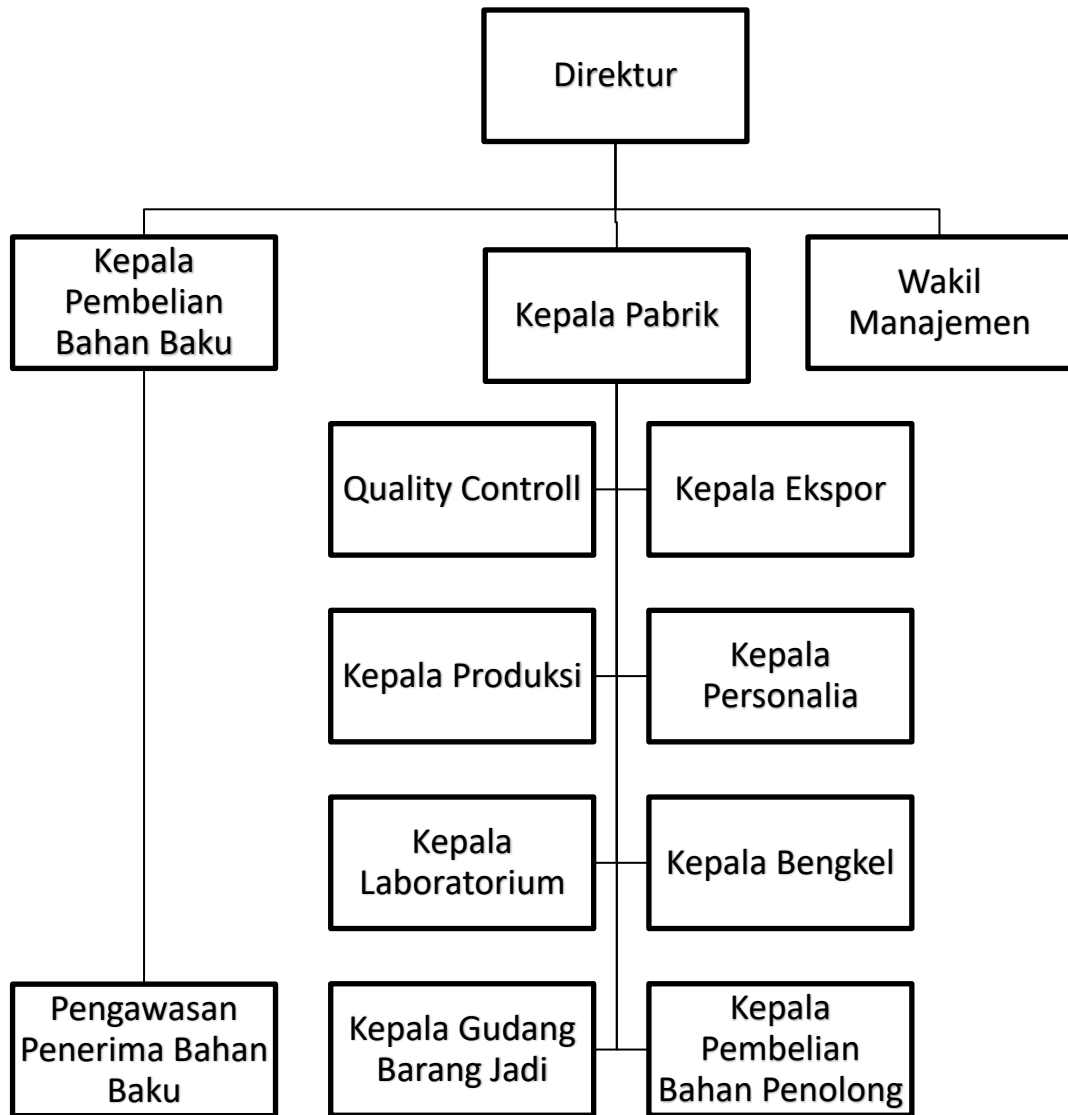 Direktur
Kepala
Pembelian
Bahan Baku
Kepala Pabrik
Wakil
Manajemen
Quality Controll
Kepala Ekspor
Kepala Produksi
Kepala
Personalia
Kepala
Laboratorium
Kepala Bengkel
Pengawasan
Penerima Bahan
Baku
Kepala Gudang
Barang Jadi
Kepala
Pembelian
Bahan Penolong